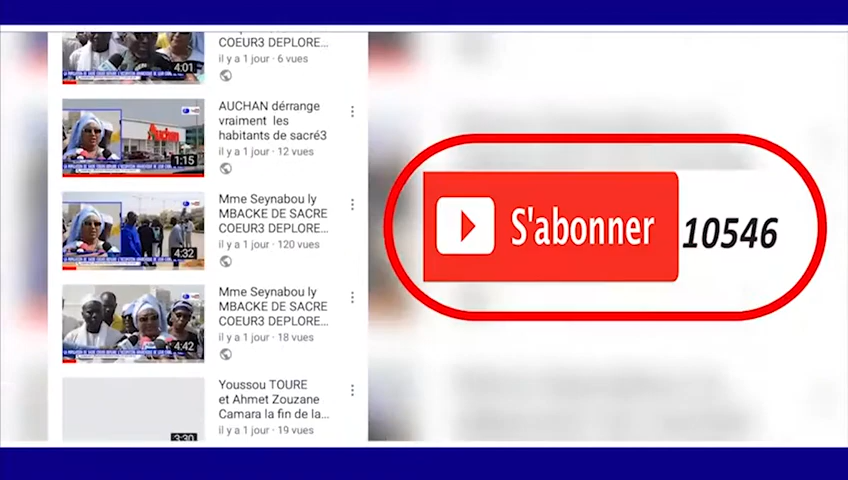 COEUR3 DEPLORE...
il y a 1 jour · 6 vues
4:01
AUCHAN dérrange
vraiment les
habitants de sacré3
il y a 1 jour · 12 vues
Auchan
1:15
Mme Seynabou ly
MBACKE DE SACRE
COEUR3 DEPLORE...
il y a 1 jour · 120 vues
4:32
Mme Seynabou ly
MBACKE DE SACRE
COEUR3 DEPLORE...
il y a 1 jour · 18 vues
4:42
Youssou TOURE
et Ahmet Zouzane
Camara la fin de la...
il y a 1 jour · 19 vues
3:30
S'abonner
10546